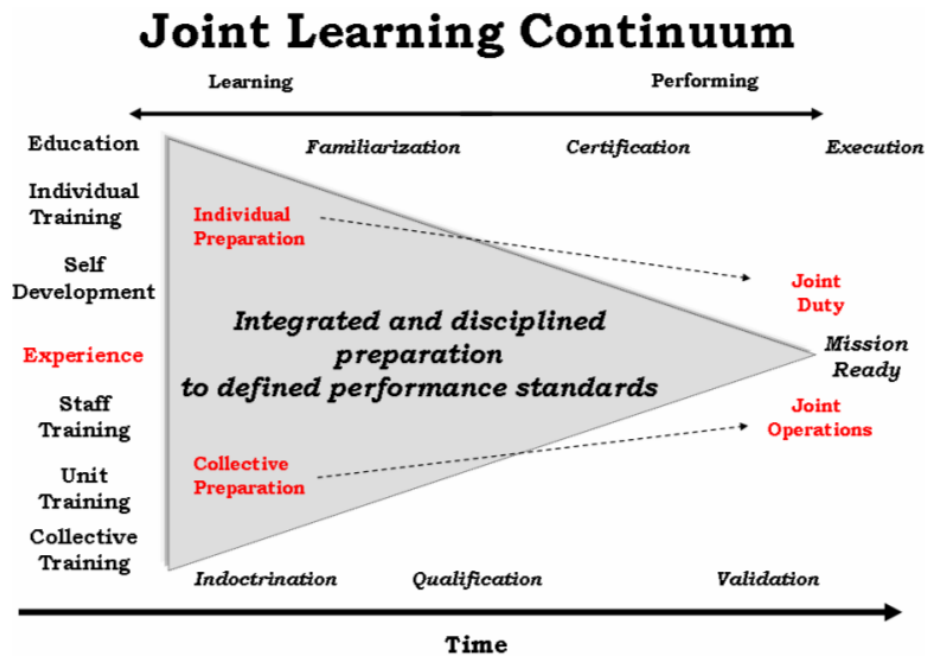 Joint Learning Continuum
Learning
Performing
Education
Familiarization
Certification
Execution
Individual
Training
Individual
Preparation
Self
Development
Joint
Duty
Integrated and disciplined
preparation
to defined performance standards
Experience
Mission
Ready
Staff
Training
Joint
Operations
Collective
Preparation
Unit
Training
Collective
Training
Indoctrination
Qualification
Validation
Time